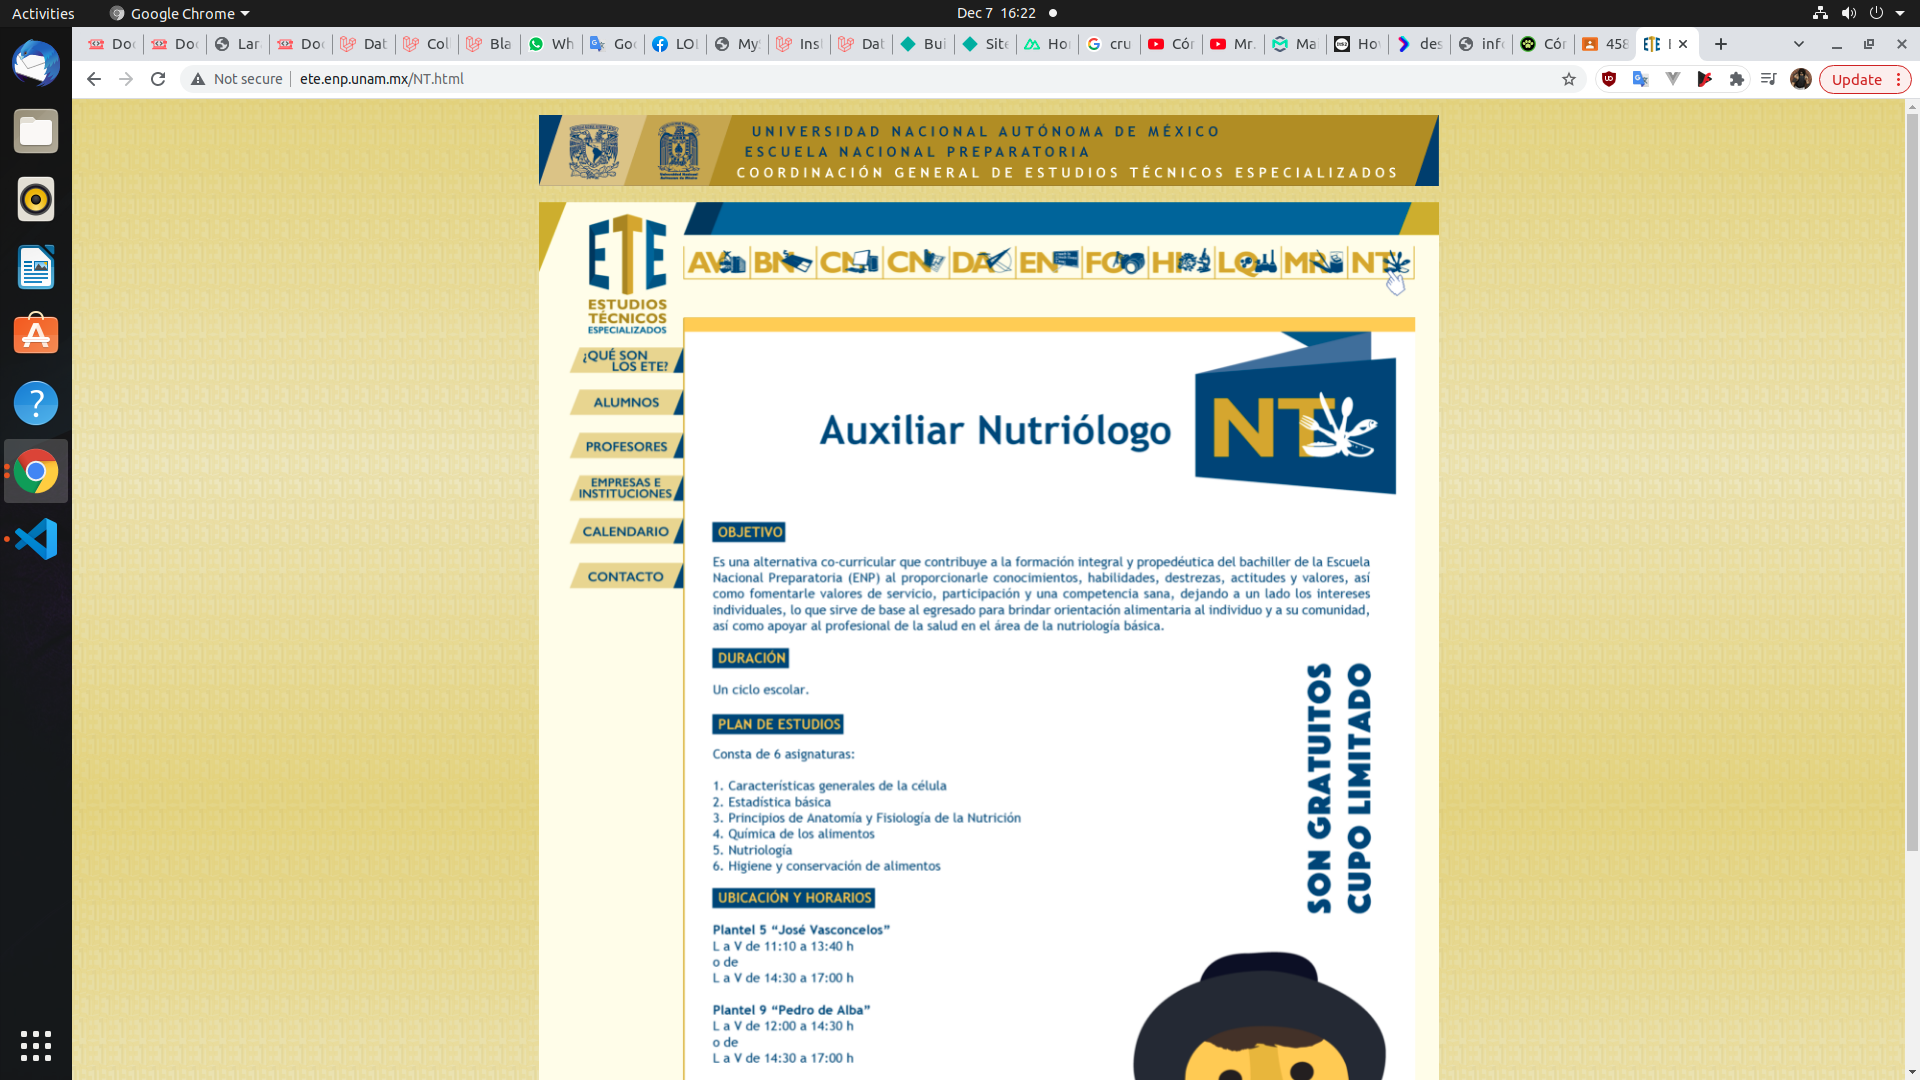 Activities
Google Chrome
Dec 7 16:22
Doc
Doc
Lar
Doc
Dat
Col
Bla
Wh
Goo
LOL
My
Ins
Dat
Bui
Site
Hor
cru
Cór
Mr.
Ma
Hov
des
info
Cór
458
Not secure
ete.enp.unam.mx/NT.html
Update
UNIVERSIDAD NACIONAL AUTÓNOMA DE MÉXICO
ESCUELA NACIONAL PREPARATORIA
COORDINACIÓN GENERAL DE ESTUDIOS TÉCNICOS ESPECIALIZADOS
ETE
ESTUDIOS
TÉCNICOS
ESPECIALIZADOS
AV BN CN CN DA EN FO HI LQ MR NT
¿QUÉ SON
LOS ETE?
ALUMNOS
PROFESORES
EMPRESAS E
INSTITUCIONES
CALENDARIO
CONTACTO
Auxiliar Nutriólogo
NT
OBJETIVO
Es una alternativa co-curricular que contribuye a la formación integral y propedéutica del bachiller de la Escuela
Nacional Preparatoria (ENP) al proporcionarle conocimientos, habilidades, destrezas, actitudes y valores, así
como fomentarle valores de servicio, participación y una competencia sana, dejando a un lado los intereses
individuales, lo que sirve de base al egresado para brindar orientación alimentaria al individuo y a su comunidad,
así como apoyar al profesional de la salud en el área de la nutriología básica.
DURACIÓN
Un ciclo escolar.
PLAN DE ESTUDIOS
Consta de 6 asignaturas:
1. Características generales de la célula
2. Estadística básica
3. Principios de Anatomía y Fisiología de la Nutrición
4. Química de los alimentos
5. Nutriología
6. Higiene y conservación de alimentos
SON GRATUITOS
CUPO LIMITADO
UBICACIÓN Y HORARIOS
Plantel 5 “José Vasconcelos”
L a V de 11:10 a 13:40 h
o de
L a V de 14:30 a 17:00 h
Plantel 9 “Pedro de Alba”
L a V de 12:00 a 14:30 h
o de
L a V de 14:30 a 17:00 h